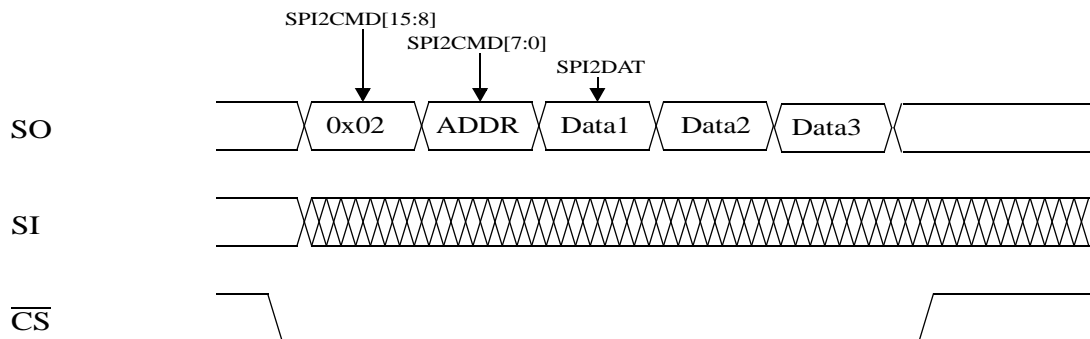 SPI2CMD[15:8]
SPI2CMD[7:0]
SPI2DAT
SO 0x02 ADDR Data1 Data2 Data3
SI
CS